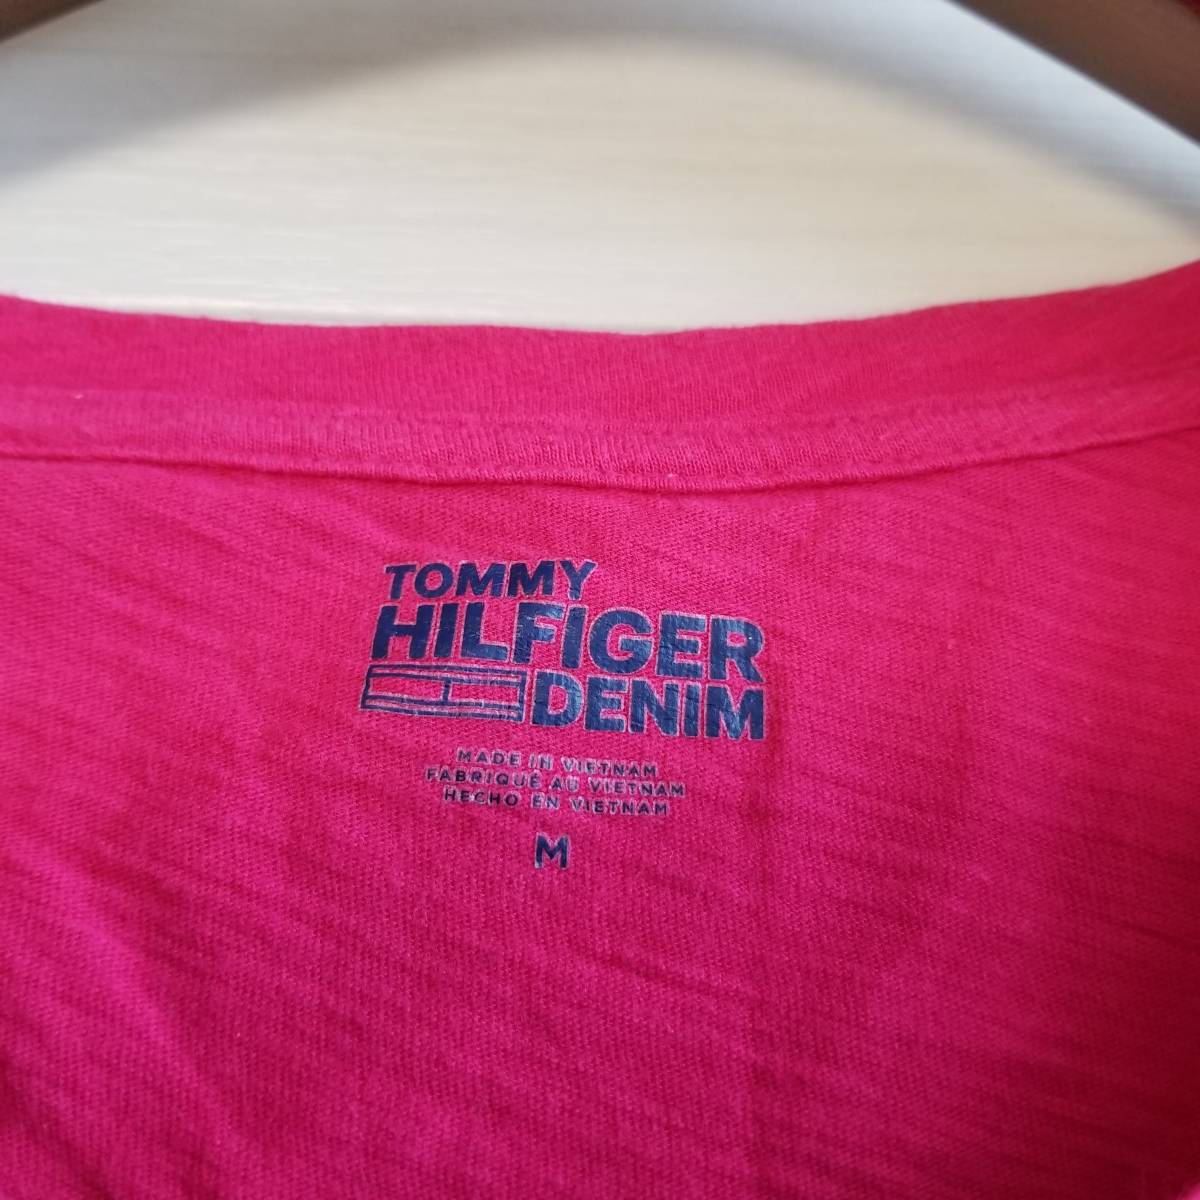 TOMMY
HILFIGER
DENIM
MADE IN VIETNAM
FABRIQUÉ AU VIETNAM
HECHO EN VIETNAM
M